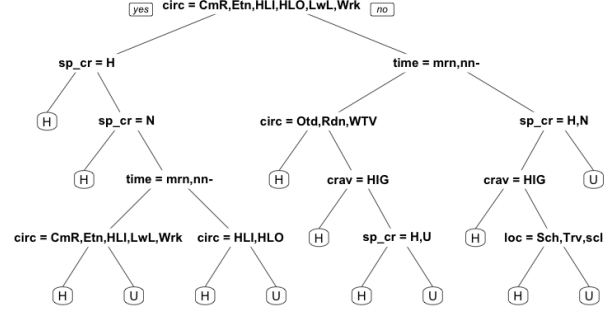 yes circ = CmR,Etn,HLI,HLO,LwL,Wrk no
sp_cr = H time = mrn,nn-
H sp_cr = N circ = Otd,Rdn,WTV sp_cr = H,N
H time = mrn,nn- H crav = HIG crav = HIG U
circ = CmR,Etn,HLI,LwL,Wrk circ = HLI,HLO H sp_cr = H,U H loc = Sch,Trv,scl
H U H U H U H U